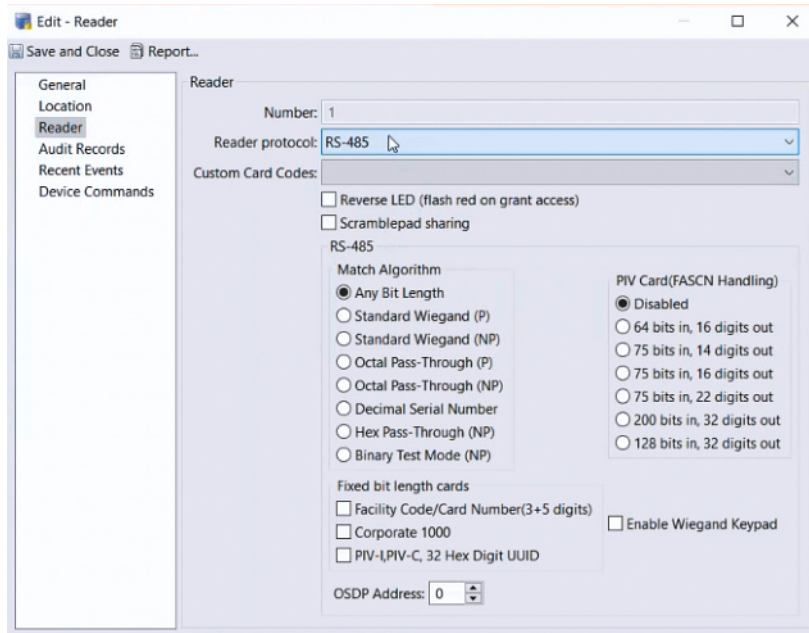 Edit - Reader
Save and Close Report...
General
Location
Reader
Audit Records
Recent Events
Device Commands
Reader
Number: 1
Reader protocol: RS-485
Custom Card Codes:
Reverse LED (flash red on grant access)
Scramblepad sharing
RS-485
Match Algorithm
Any Bit Length
Standard Wiegand (P)
Standard Wiegand (NP)
Octal Pass-Through (P)
Octal Pass-Through (NP)
Decimal Serial Number
Hex Pass-Through (NP)
Binary Test Mode (NP)
PIV Card(FASCN Handling)
Disabled
64 bits in, 16 digits out
75 bits in, 14 digits out
75 bits in, 16 digits out
75 bits in, 22 digits out
200 bits in, 32 digits out
128 bits in, 32 digits out
Fixed bit length cards
Facility Code/Card Number(3+5 digits)
Corporate 1000
PIV-I,PIV-C, 32 Hex Digit UUID
Enable Wiegand Keypad
OSDP Address: 0